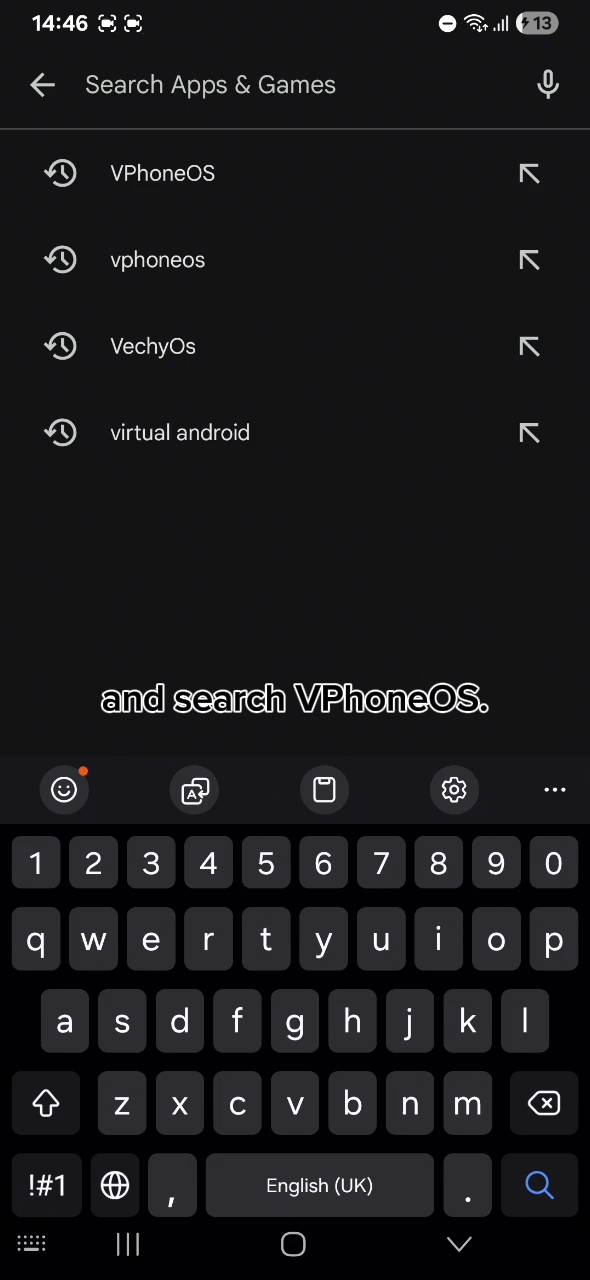 14:46 13
Search Apps & Games
VPhoneOS
vphoneos
VechyOs
virtual android
and search VPhoneOS.
1 2 3 4 5 6 7 8 9 0
q w e r t y u i o p
a s d f g h j k l
z x c v b n m
!#1 , English (UK) .